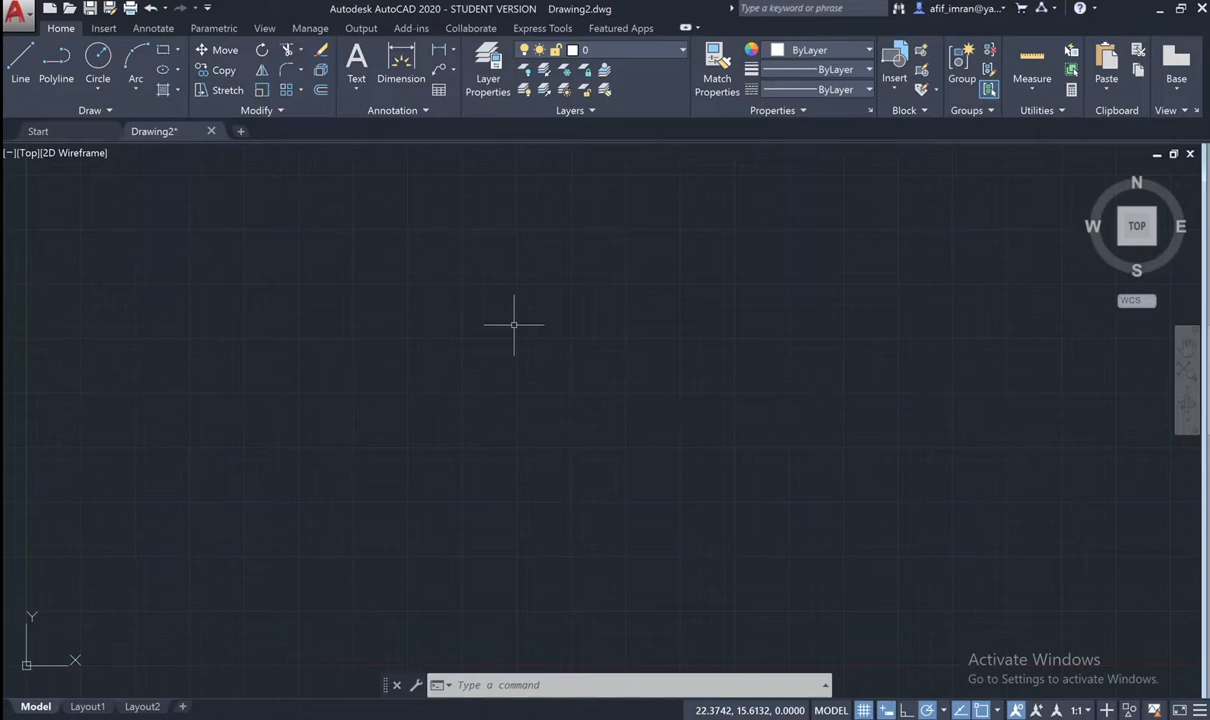 Autodesk AutoCAD 2020 - STUDENT VERSION Drawing2.dwg
Type a keyword or phrase
afif_imran@ya...
Home Insert Annotate Parametric View Manage Output Add-ins Collaborate Express Tools Featured Apps
Line
Polyline
Circle
Arc
Draw
Move
Copy
Stretch
Modify
Text
Dimension
Annotation
Layer
Properties
0
Layers
Match
Properties
ByLayer
ByLayer
ByLayer
Properties
Insert
Block
Group
Groups
Measure
Utilities
Paste
Clipboard
Base
View
Start
Drawing2*
[−][Top][2D Wireframe]
N
W
TOP
E
S
WCS
Y
X
Activate Windows
Go to Settings to activate Windows.
Type a command
Model Layout1 Layout2
22.3742, 15.6132, 0.0000 MODEL
1:1